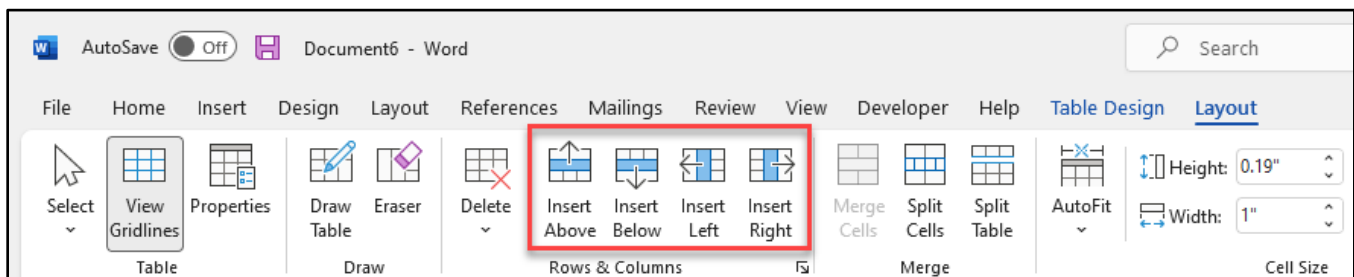 W AutoSave Off Document6 - Word Search
File Home Insert Design Layout References Mailings Review View Developer Help Table Design Layout
Height: 0.19"
Select View Properties Draw Eraser Delete Insert Insert Insert Insert Merge Split Split AutoFit Width: 1"
Gridlines Table Above Below Left Right Cells Cells Table
Table Draw Rows & Columns Merge Cell Size